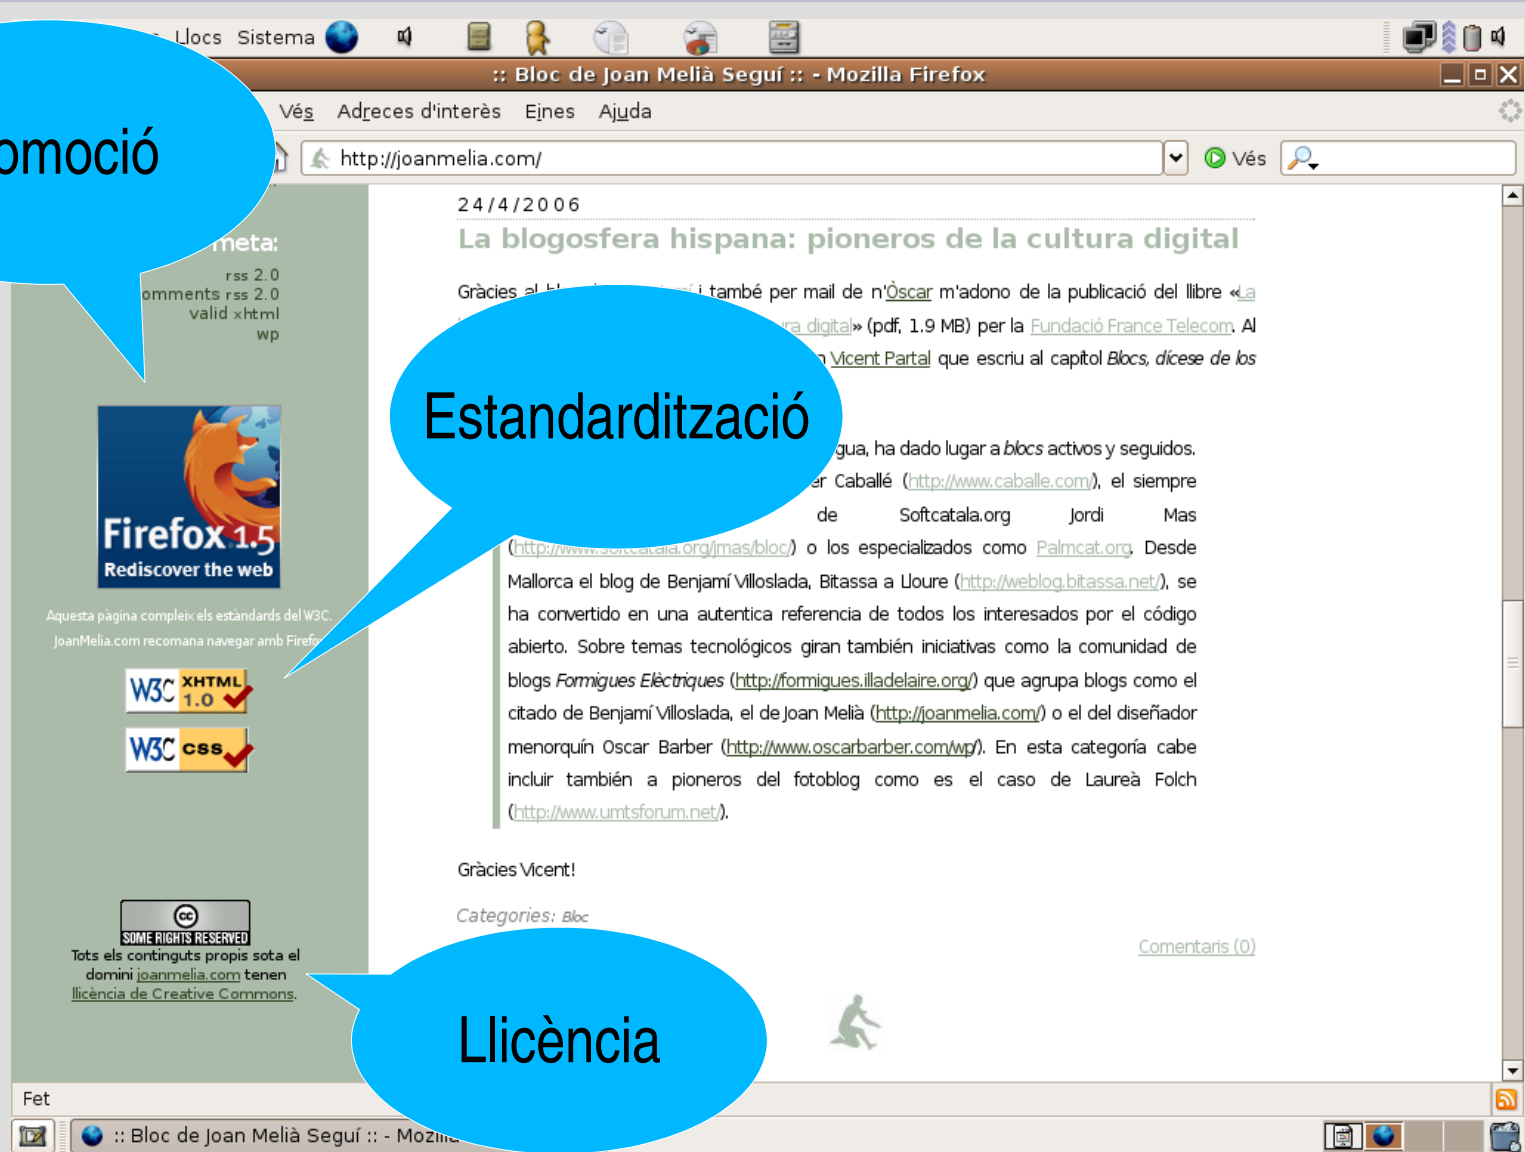 Llocs Sistema
:: Bloc de Joan Melià Seguí :: - Mozilla Firefox
Vés Adreces d'interès Eines Ajuda
omoció
http://joanmelia.com/
Vés
meta:
rss 2.0
omments rss 2.0
valid xhtml
wp
Firefox 1.5
Rediscover the web
Aquesta pàgina compleix els estàndards del W3C.
JoanMelia.com recomana navegar amb
W3C XHTML 1.0
W3C CSS
cc
SOME RIGHTS RESERVED
Tots els continguts propis sota el
domini joanmelia.com tenen
llicència de Creative Commons.
24/4/2006
La blogosfera hispana: pioneros de la cultura digital
Gràcies al i també per mail de n'Òscar m'adono de la publicació del llibre «La
digital» (pdf, 1.9 MB) per la Fundació France Telecom. Al
Vicent Partal que escriu al capítol Blocs, dícese de los
Estandardització
ha dado lugar a blocs activos y seguidos.
Caballé (http://www.caballe.com/), el siempre
de Softcatala.org Jordi Mas
(http://www.softcatala.org/jmas/bloc/) o los especializados como Palmcat.org. Desde
Mallorca el blog de Benjamí Villoslada, Bitassa a Lloure (http://weblog.bitassa.net/), se
ha convertido en una autentica referencia de todos los interesados por el código
abierto. Sobre temas tecnológicos giran también iniciativas como la comunidad de
blogs Formigues Elèctriques (http://formigues.illadelaire.org/) que agrupa blogs como el
citado de Benjamí Villoslada, el de Joan Melià (http://joanmelia.com/) o el del diseñador
menorquín Oscar Barber (http://www.oscarbarber.com/wp/). En esta categoría cabe
incluir también a pioneros del fotoblog como es el caso de Laureà Folch
(http://www.umtsforum.net/).
Gràcies Vicent!
Categories: Bloc
Comentaris (0)
Llicència
Fet
:: Bloc de Joan Melià Seguí :: - Mozilla